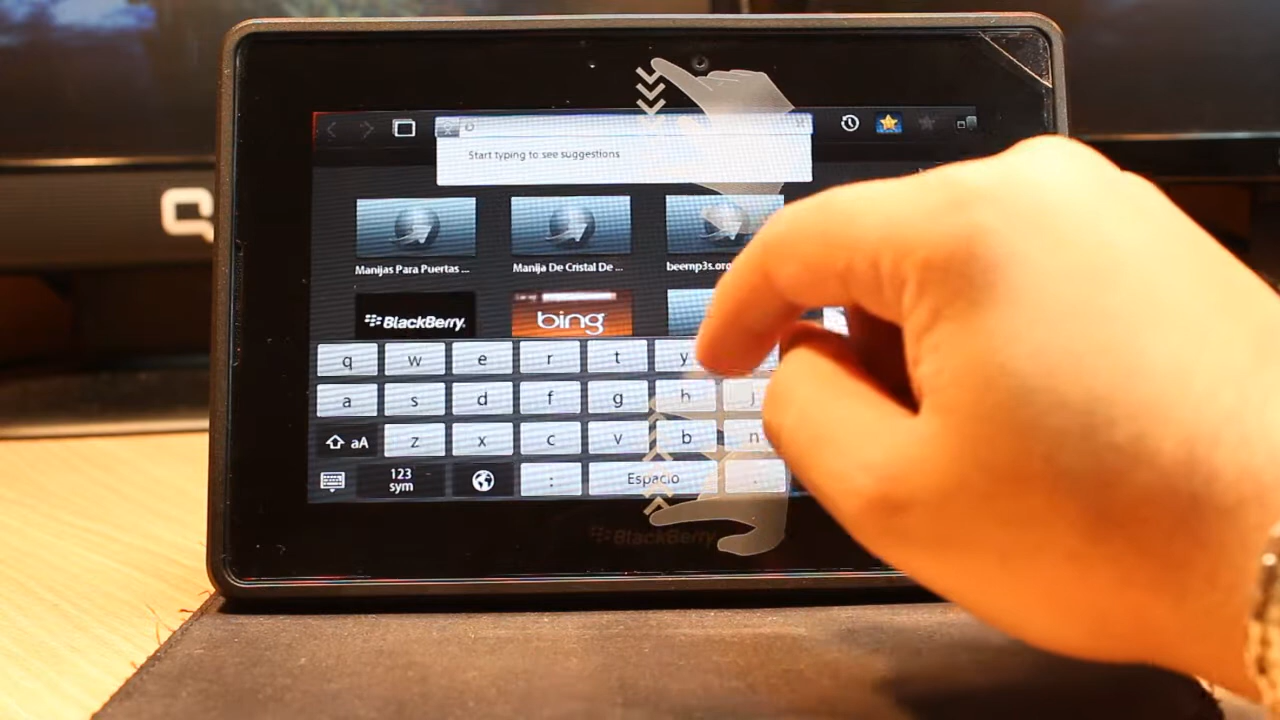 Start typing to see suggestions
Manijas Para Puertas ...
Manija De Cristal De ...
beemp3s.org
BlackBerry.
bing
q w e r t y
a s d f g h j
aA z x c v b n
123
sym
: Espacio .
BlackBerry